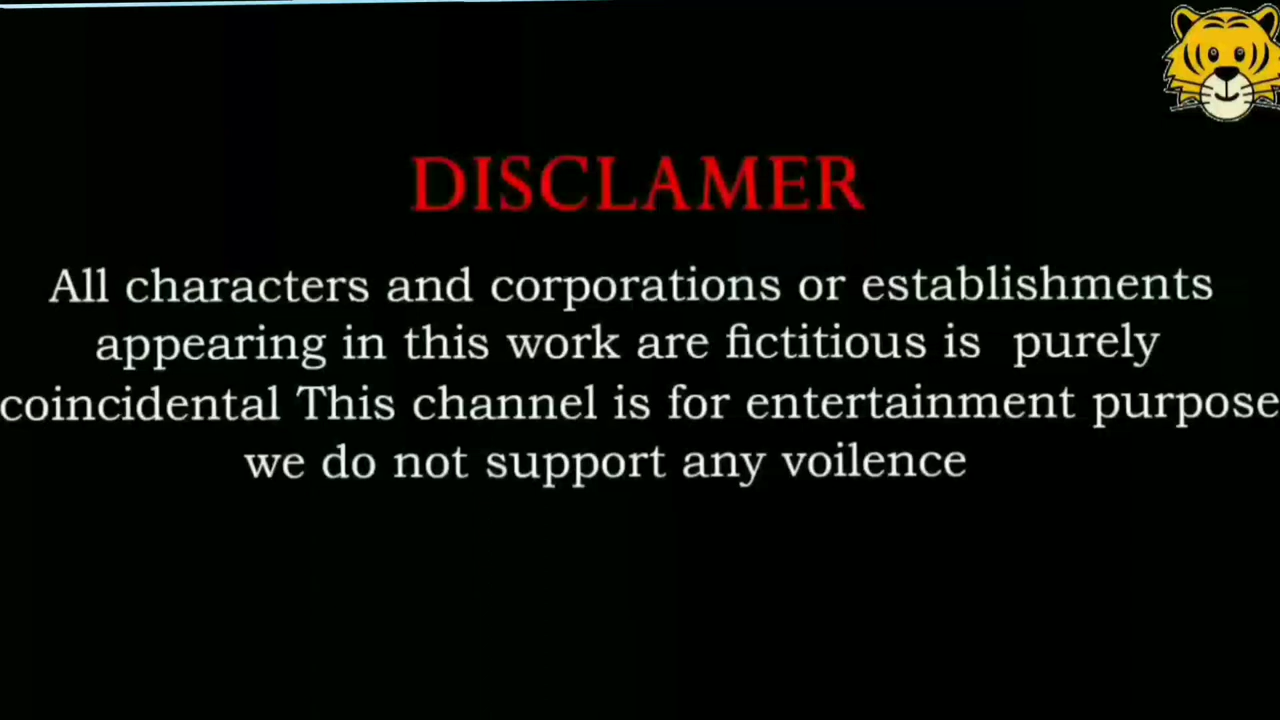 DISCLAMER
All characters and corporations or establishments
appearing in this work are fictitious is purely
coincidental This channel is for entertainment purpose
we do not support any voilence